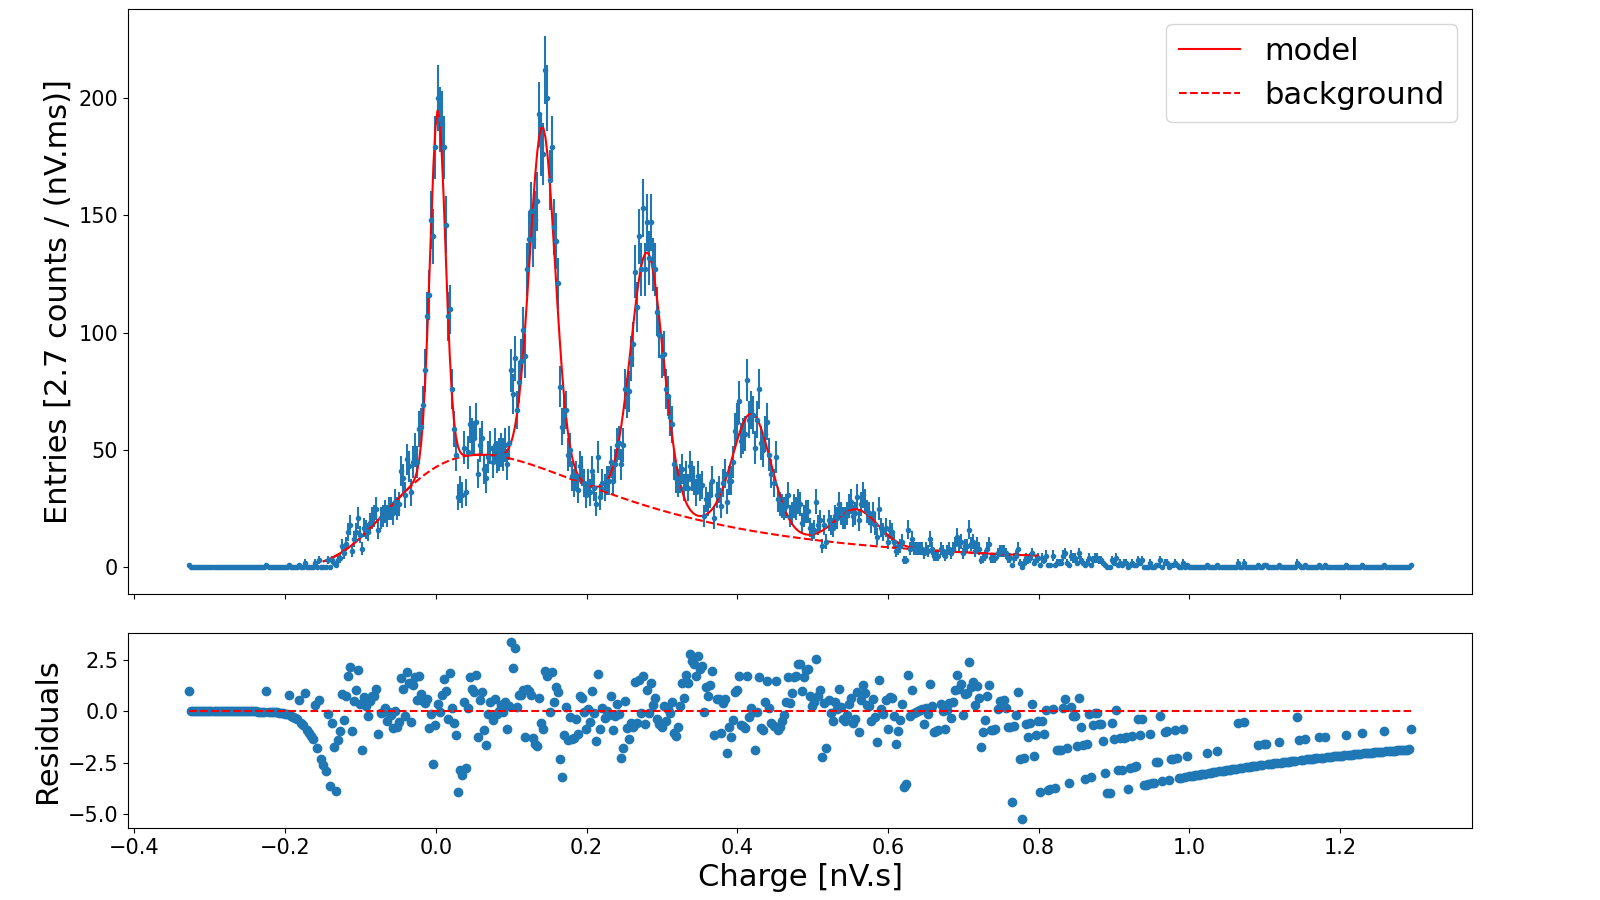 Entries [2.7 counts / (nV.ms)]
200
150
100
50
0
model
background
Residuals
2.5
0.0
−2.5
−5.0
−0.4 −0.2 0.0 0.2 0.4 0.6 0.8 1.0 1.2
Charge [nV.s]